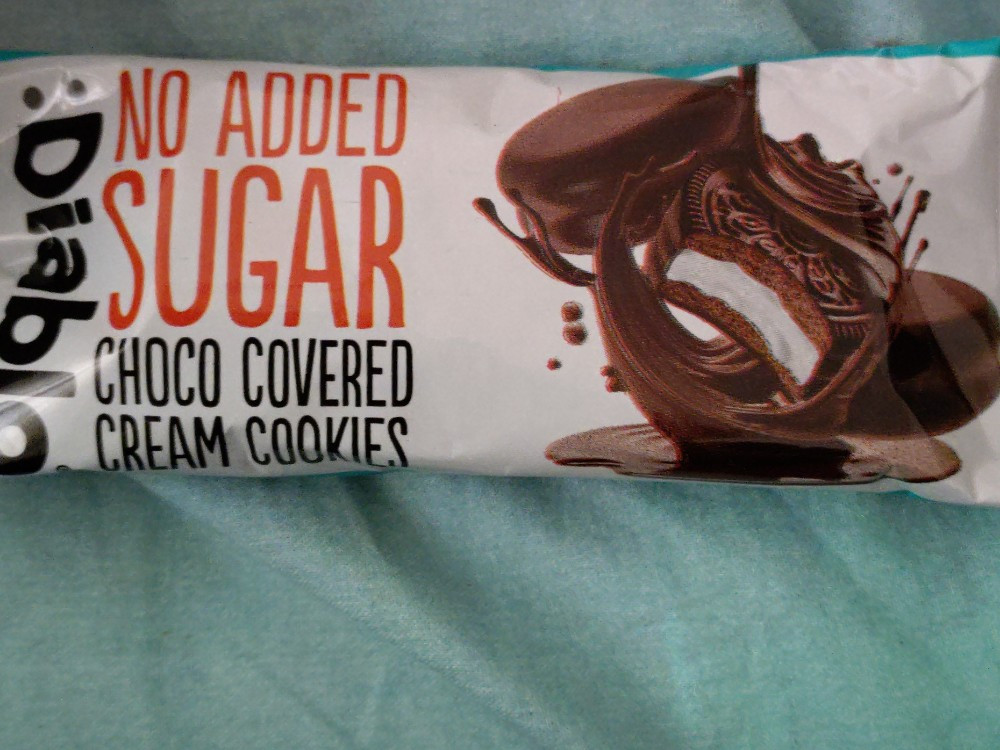 :Diablo
NO ADDED
SUGAR
CHOCO COVERED
CREAM COOKIES